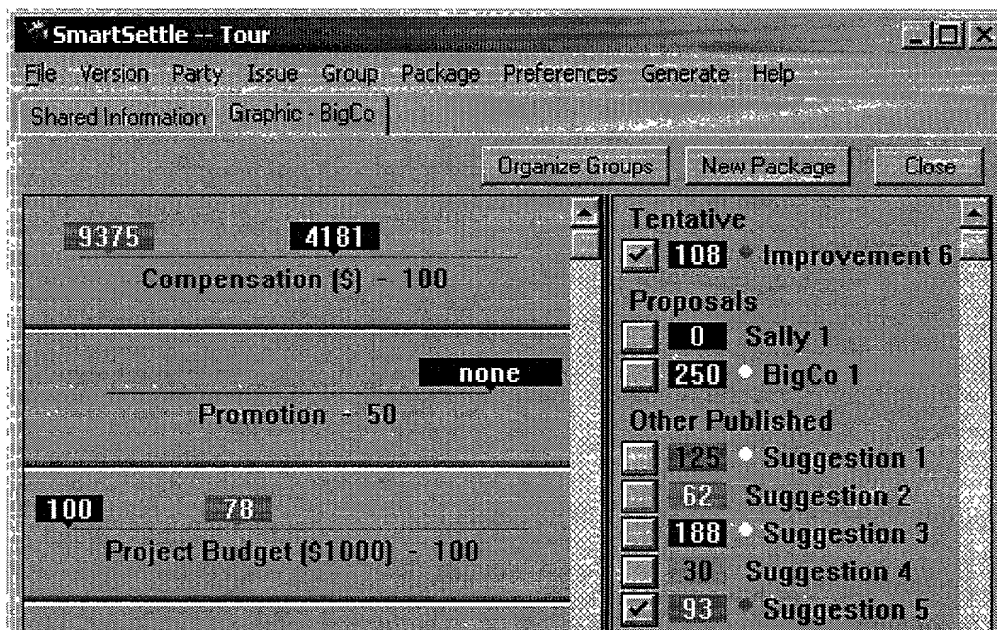 SmartSettle -- Tour
File Version Party Issue Group Package Preferences Generate Help
Shared Information Graphic - BigCo
Organize Groups New Package Close
9375 4181
Compensation ($) - 100
none
Promotion - 50
100 78
Project Budget ($1000) - 100
Tentative
108 Improvement 6
Proposals
0 Sally 1
250 BigCo 1
Other Published
125 Suggestion 1
62 Suggestion 2
188 Suggestion 3
30 Suggestion 4
93 Suggestion 5